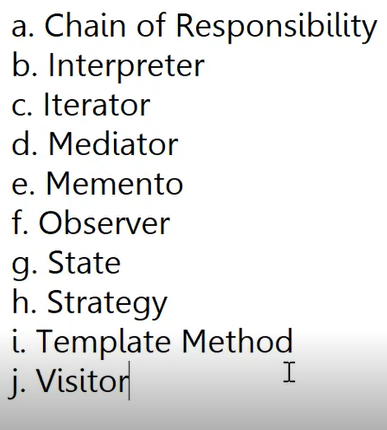 a. Chain of Responsibility
b. Interpreter
c. Iterator
d. Mediator
e. Memento
f. Observer
g. State
h. Strategy
i. Template Method
j. Visitor